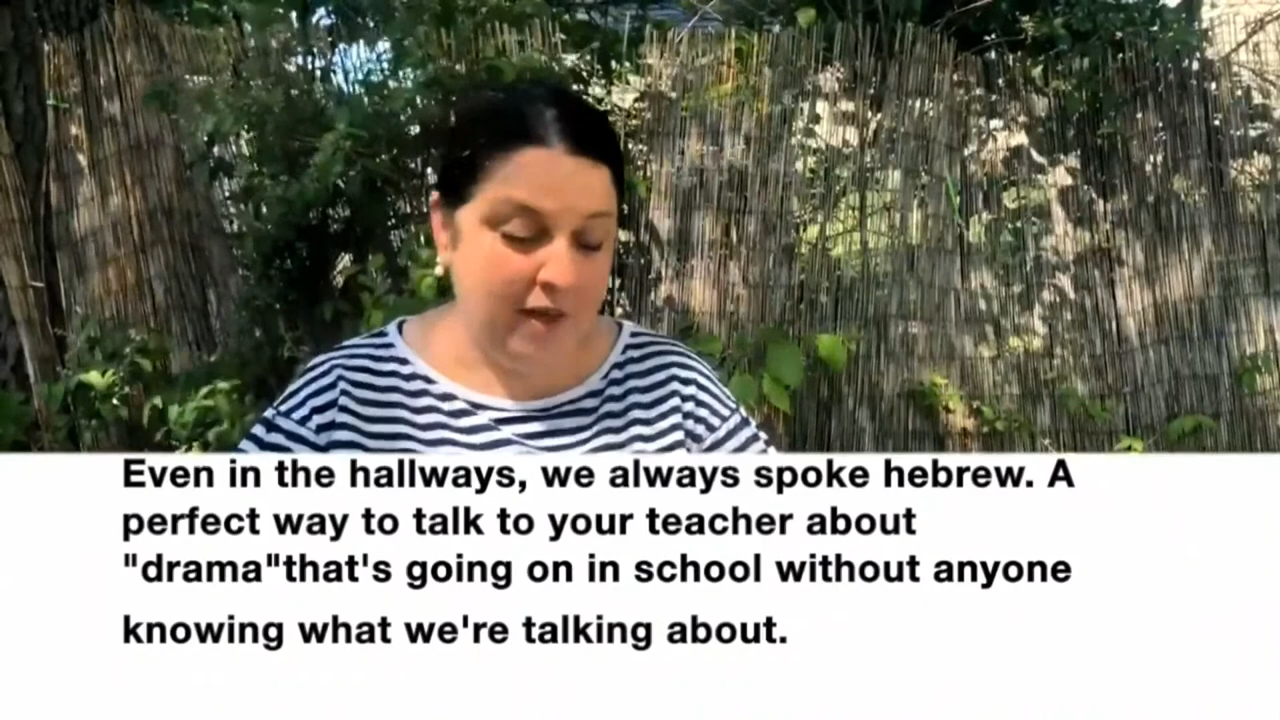 Even in the hallways, we always spoke hebrew. A
perfect way to talk to your teacher about
"drama"that's going on in school without anyone
knowing what we're talking about.